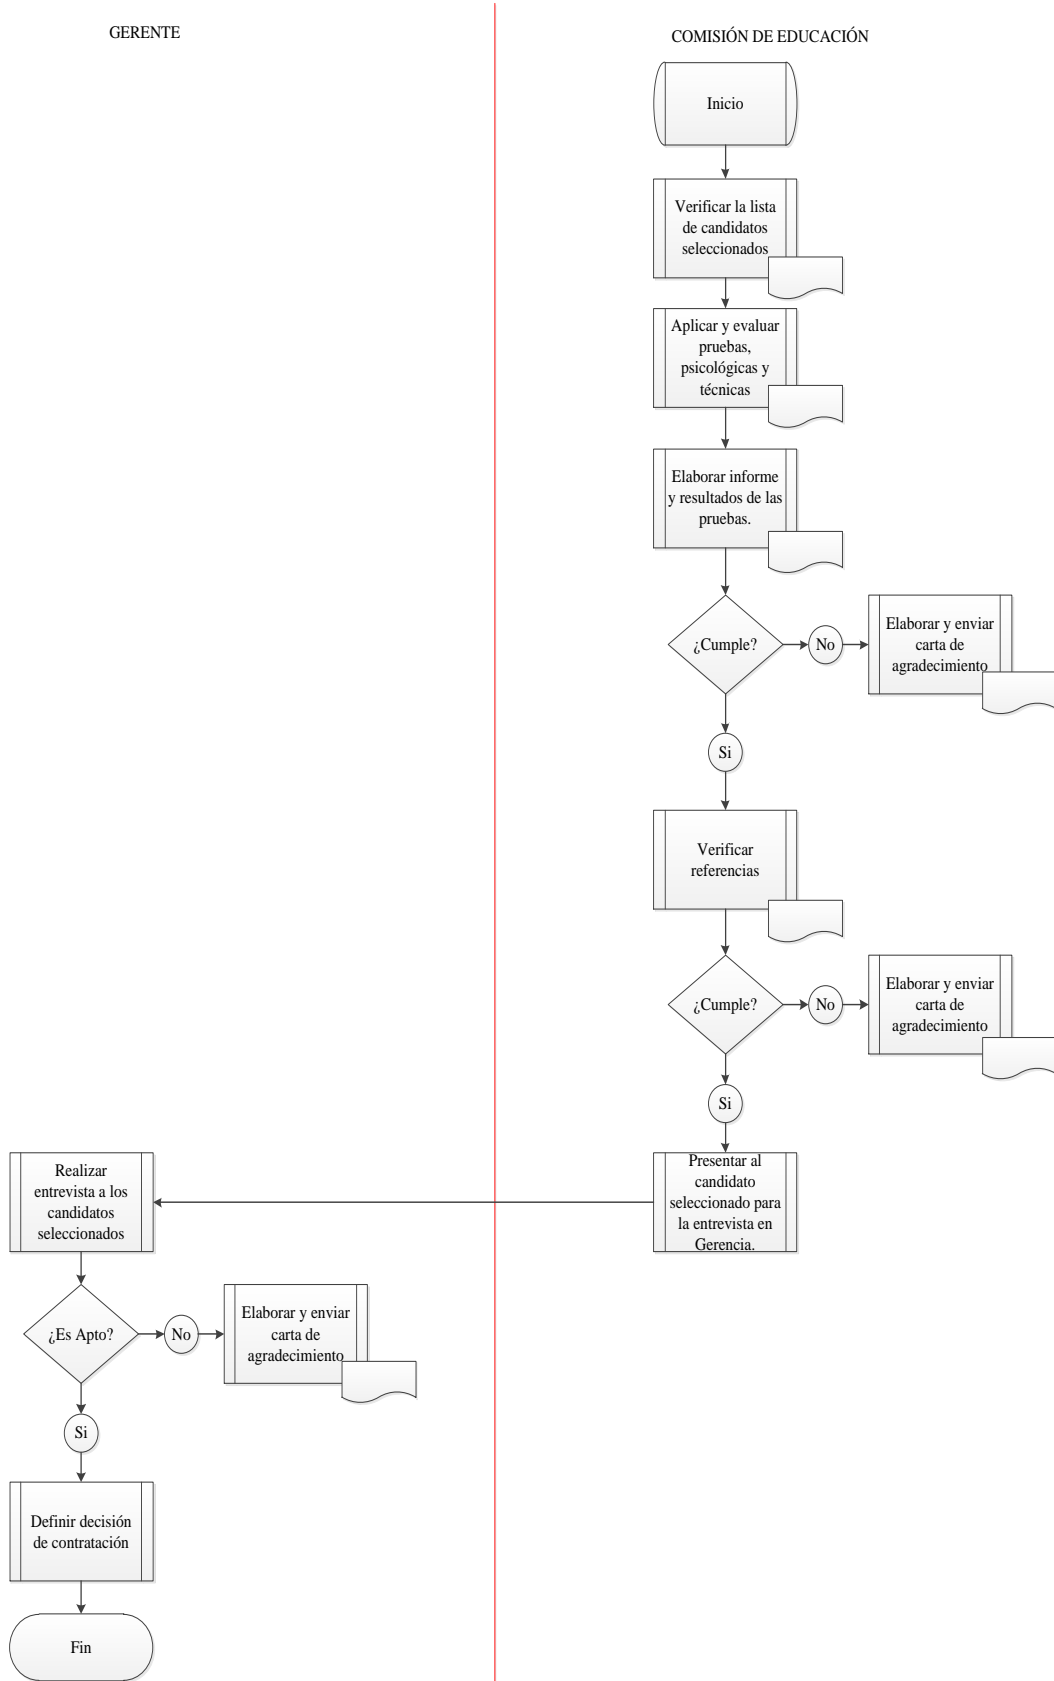 GERENTE
COMISIÓN DE EDUCACIÓN
Inicio
Verificar la lista
de candidatos
seleccionados
Aplicar y evaluar
pruebas,
psicológicas y
técnicas
Elaborar informe
y resultados de las
pruebas.
¿Cumple?
No
Elaborar y enviar
carta de
agradecimiento
Si
Verificar
referencias
¿Cumple?
No
Elaborar y enviar
carta de
agradecimiento
Si
Presentar al
candidato
seleccionado para
la entrevista en
Gerencia.
Realizar
entrevista a los
candidatos
seleccionados
¿Es Apto?
No
Elaborar y enviar
carta de
agradecimiento
Si
Definir decisión
de contratación
Fin